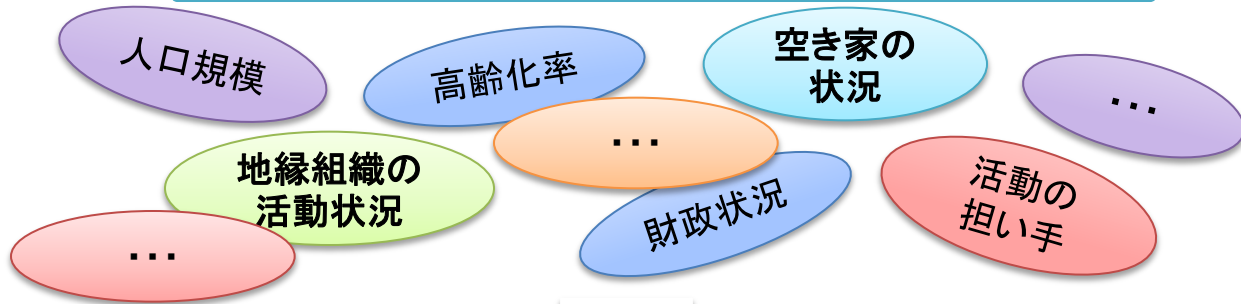 人口規模
高齢化率
空き家の
状況
･･･
･･･
地縁組織の
活動状況
財政状況
活動の
担い手
･･･